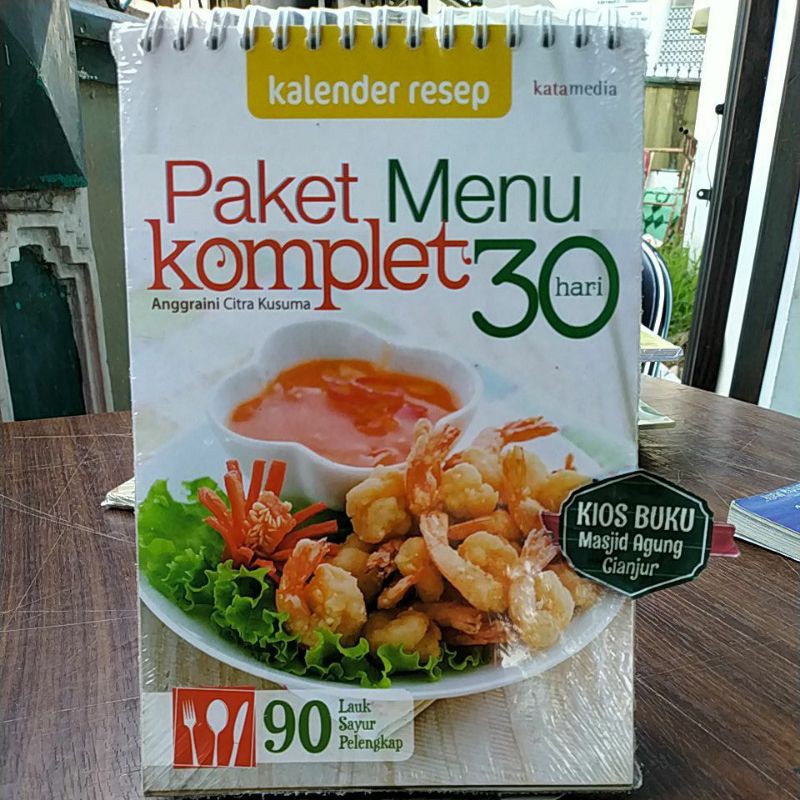 kalender resep
katamedia
Paket Menu
komplet 30 hari
Anggraini Citra Kusuma
KIOS BUKU
Masjid Agung
Cianjur
90
Lauk
Sayur
Pelengkap